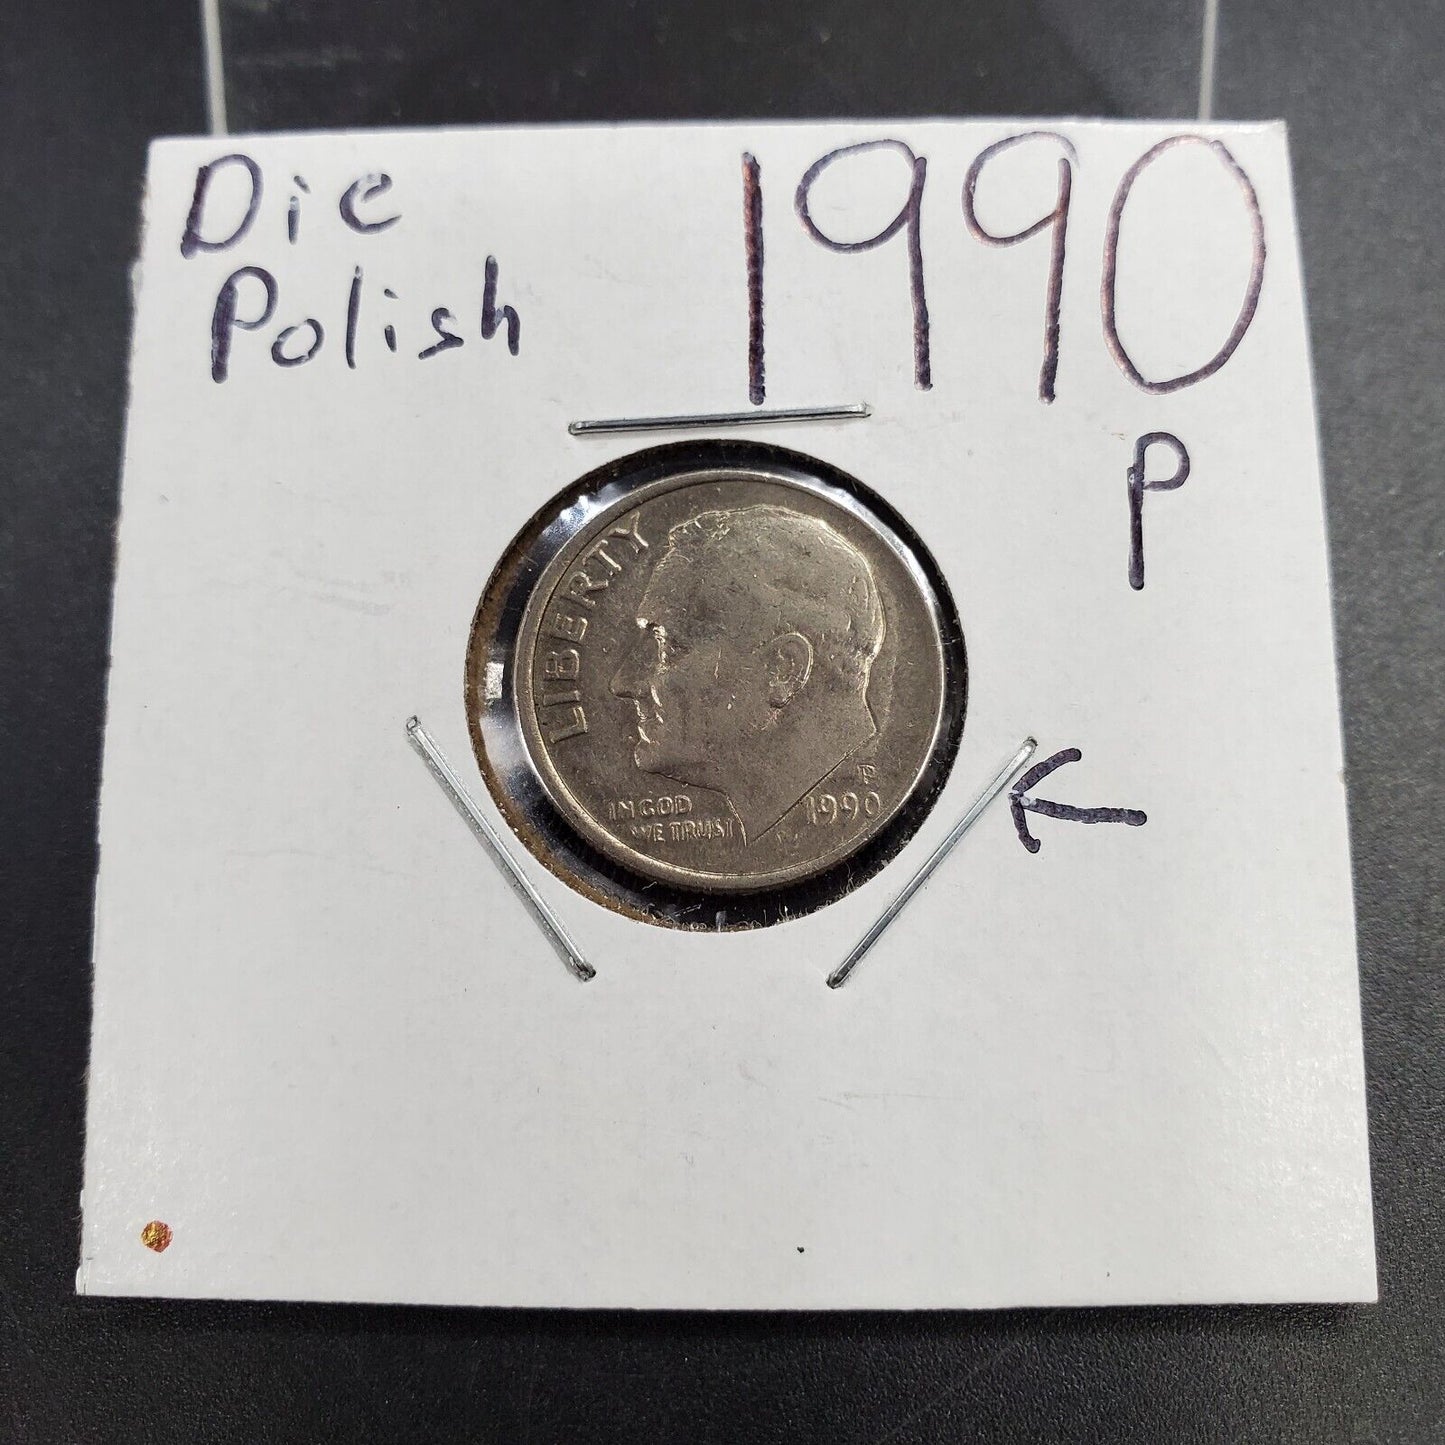 Die
Polish
1990
P
LIBERTY
IN GOD
WE TRUST
P
1990